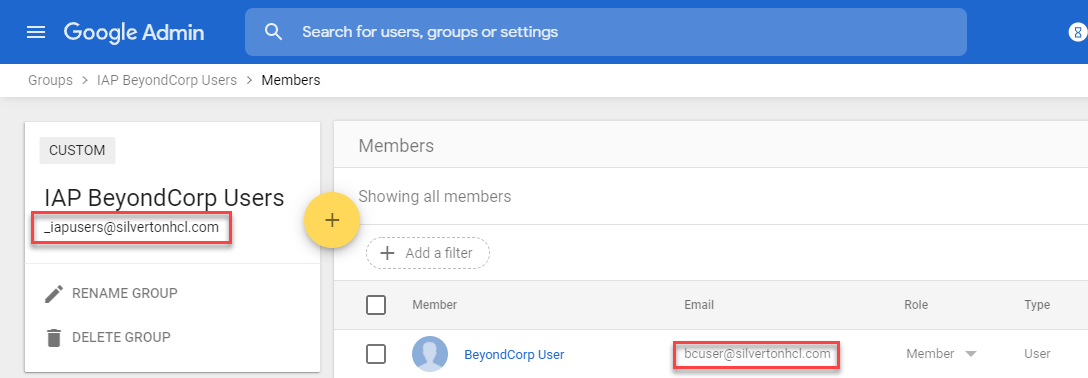 Google Admin
Search for users, groups or settings
Groups > IAP BeyondCorp Users > Members
CUSTOM
IAP BeyondCorp Users
_iapusers@silvertonhcl.com
RENAME GROUP
DELETE GROUP
Members
Showing all members
Add a filter
Member Email Role Type
BeyondCorp User bcuser@silvertonhcl.com Member User